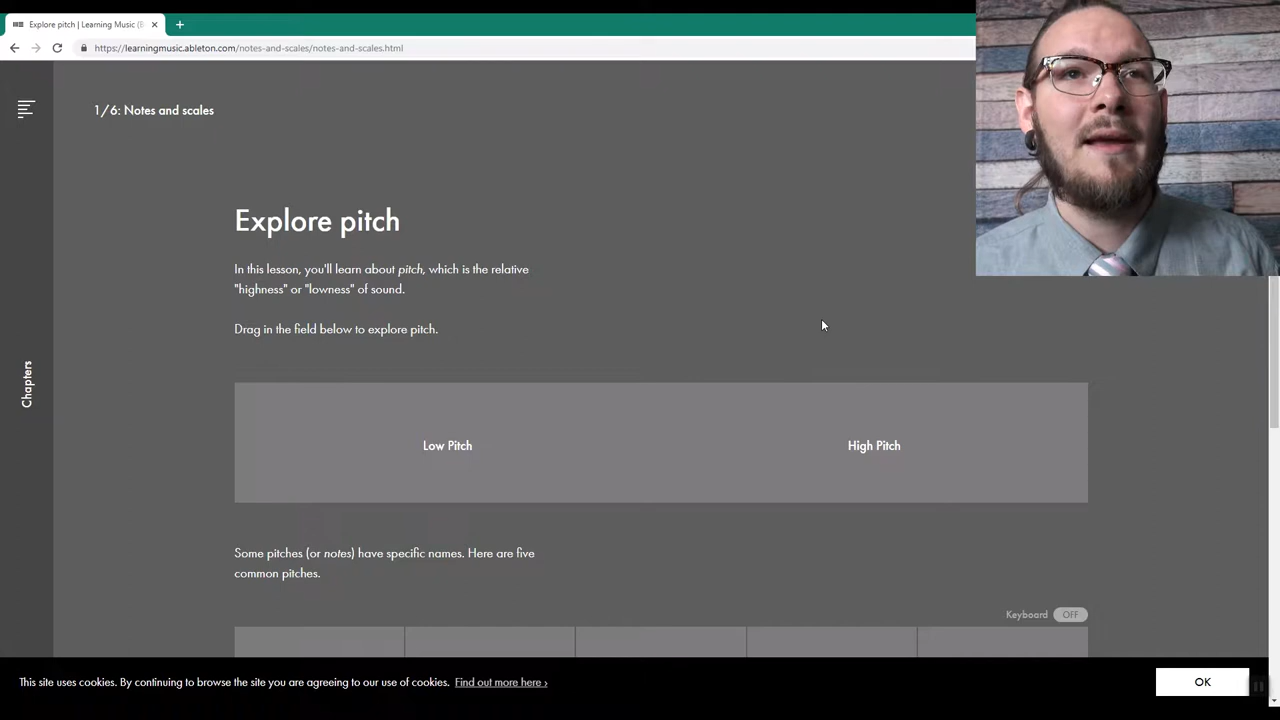 Explore pitch | Learning Music (B
https://learningmusic.ableton.com/notes-and-scales/notes-and-scales.html
1/6: Notes and scales
Explore pitch
In this lesson, you'll learn about pitch, which is the relative
"highness" or "lowness" of sound.
Drag in the field below to explore pitch.
Chapters
Low Pitch
High Pitch
Some pitches (or notes) have specific names. Here are five
common pitches.
Keyboard OFF
This site uses cookies. By continuing to browse the site you are agreeing to our use of cookies. Find out more here ›
OK